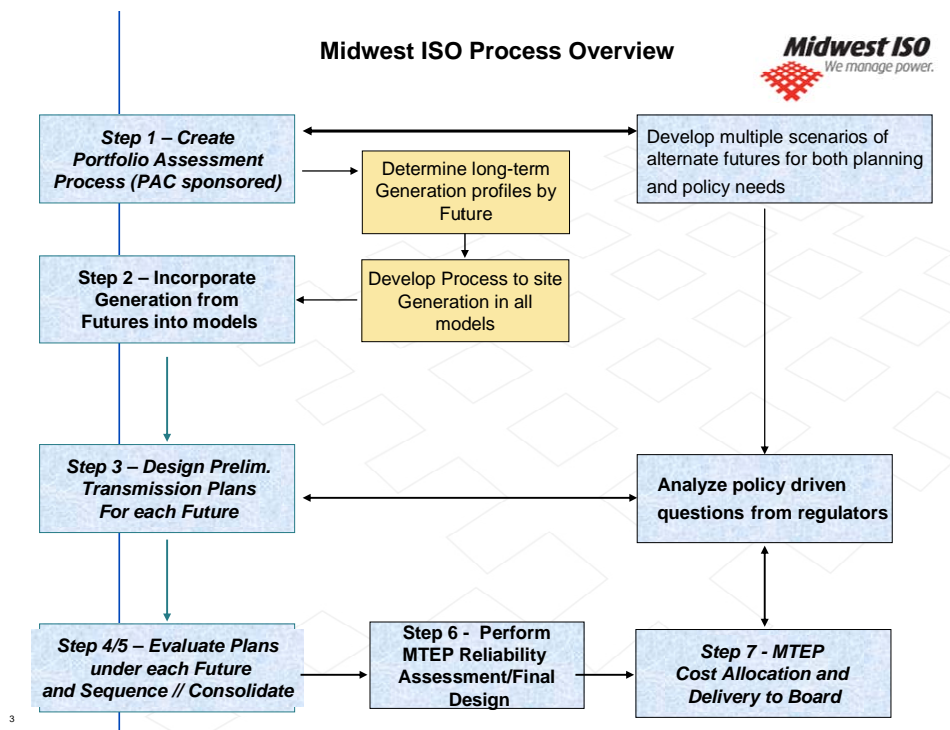 Midwest ISO Process Overview
Midwest ISO
We manage power.
Step 1 – Create
Portfolio Assessment
Process (PAC sponsored)
Develop multiple scenarios of
alternate futures for both planning
and policy needs
Determine long-term
Generation profiles by
Future
Step 2 – Incorporate
Generation from
Futures into models
Develop Process to site
Generation in all
models
Step 3 – Design Prelim.
Transmission Plans
For each Future
Analyze policy driven
questions from regulators
Step 4/5 – Evaluate Plans
under each Future
and Sequence // Consolidate
Step 6 - Perform
MTEP Reliability
Assessment/Final
Design
Step 7 - MTEP
Cost Allocation and
Delivery to Board
3